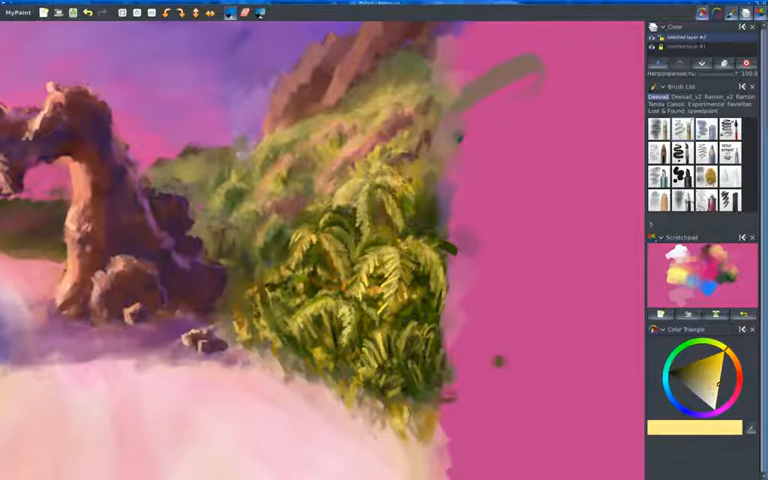 MyPaint
Untitled layer #2
Untitled layer #1
Непрозрачность:
100.0
Brush List
Deevad Deevad_v2 Ramon_v2 Ramon
Tanda Classic Experimental Favorites
Lost & Found speedpaint
Scratchpad
Color Triangle